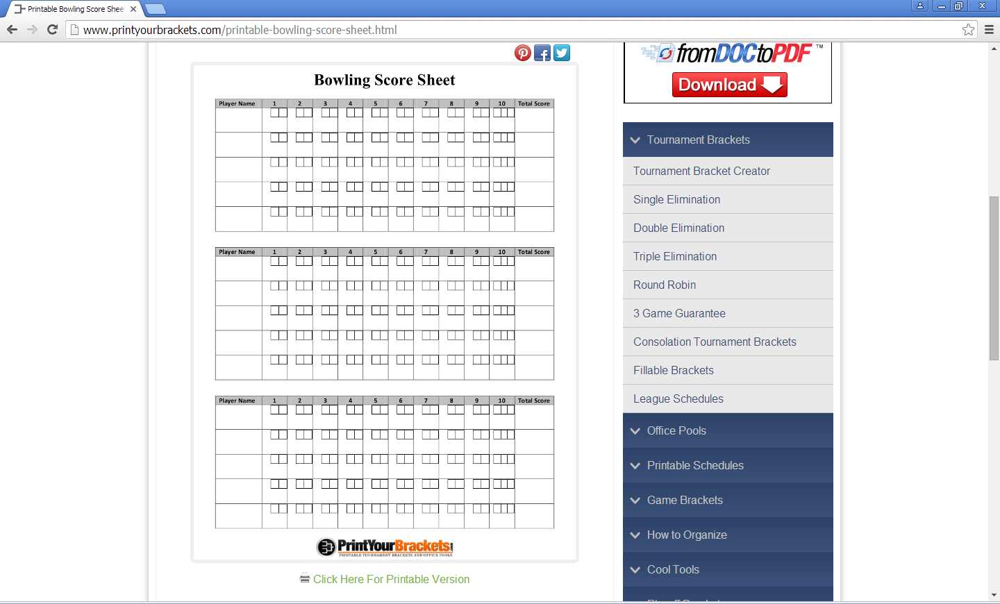 Printable Bowling Score Shee
www.printyourbrackets.com/printable-bowling-score-sheet.html
Bowling Score Sheet
Player Name 1 2 3 4 5 6 7 8 9 10 Total Score
Player Name 1 2 3 4 5 6 7 8 9 10 Total Score
Player Name 1 2 3 4 5 6 7 8 9 10 Total Score
PrintYourBrackets.com
PRINTABLE TOURNAMENT BRACKETS AND OFFICE POOLS
Click Here For Printable Version
fromDOCtoPDF ™
Download
Tournament Brackets
Tournament Bracket Creator
Single Elimination
Double Elimination
Triple Elimination
Round Robin
3 Game Guarantee
Consolation Tournament Brackets
Fillable Brackets
League Schedules
Office Pools
Printable Schedules
Game Brackets
How to Organize
Cool Tools